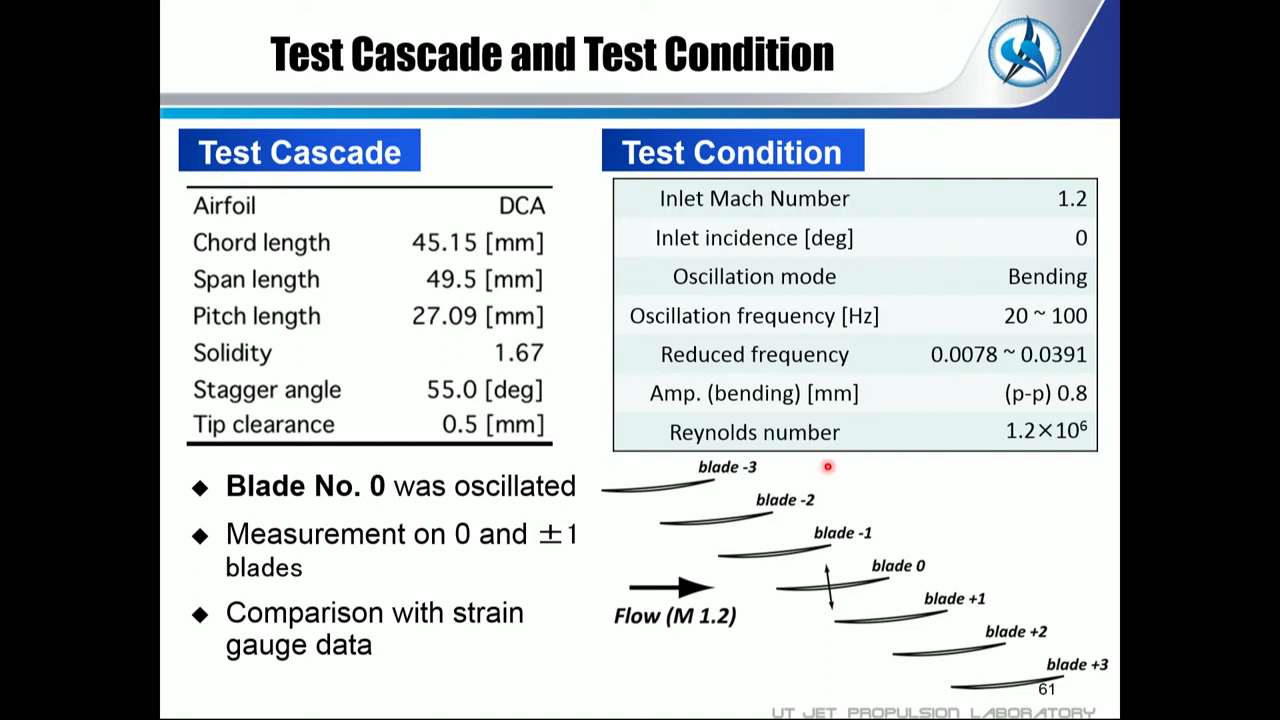 Test Cascade and Test Condition
Test Cascade
Airfoil DCA
Chord length 45.15 [mm]
Span length 49.5 [mm]
Pitch length 27.09 [mm]
Solidity 1.67
Stagger angle 55.0 [deg]
Tip clearance 0.5 [mm]
◆ Blade No. 0 was oscillated
◆ Measurement on 0 and ±1
blades
◆ Comparison with strain
gauge data
Test Condition
Inlet Mach Number 1.2
Inlet incidence [deg] 0
Oscillation mode Bending
Oscillation frequency [Hz] 20 ~ 100
Reduced frequency 0.0078 ~ 0.0391
Amp. (bending) [mm] (p-p) 0.8
Reynolds number 1.2×10⁶
blade -3
blade -2
blade -1
blade 0
blade +1
Flow (M 1.2)
blade +2
blade +3
61
UT JET PROPULSION LABORATORY